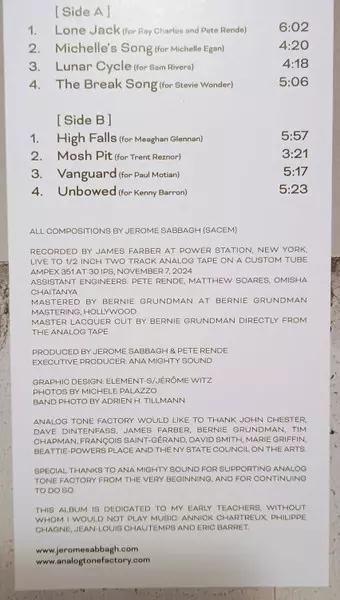 [ Side A ]
1. Lone Jack (for Ray Charles and Pete Rende) 6:02
2. Michelle's Song (for Michelle Egan) 4:20
3. Lunar Cycle (for Sam Rivers) 4:18
4. The Break Song (for Stevie Wonder) 5:06
[ Side B ]
1. High Falls (for Meaghan Glennan) 5:57
2. Mosh Pit (for Trent Reznor) 3:21
3. Vanguard (for Paul Motian) 5:17
4. Unbowed (for Kenny Barron) 5:23
ALL COMPOSITIONS BY JEROME SABBAGH (SACEM)
RECORDED BY JAMES FARBER AT POWER STATION, NEW YORK,
LIVE TO 1/2 INCH TWO TRACK ANALOG TAPE ON A CUSTOM TUBE
AMPEX 351 AT 30 IPS, NOVEMBER 7, 2024
ASSISTANT ENGINEERS: PETE RENDE, MATTHEW SOARES, OMISHA
CHAITANYA
MASTERED BY BERNIE GRUNDMAN AT BERNIE GRUNDMAN
MASTERING, HOLLYWOOD
MASTER LACQUER CUT BY BERNIE GRUNDMAN DIRECTLY FROM
THE ANALOG TAPE
PRODUCED BY JEROME SABBAGH & PETE RENDE
EXECUTIVE PRODUCER: ANA MIGHTY SOUND
GRAPHIC DESIGN: ELEMENT-S/JÉRÔME WITZ
PHOTOS BY MICHELE PALAZZO
BAND PHOTO BY ADRIEN H. TILLMANN
ANALOG TONE FACTORY WOULD LIKE TO THANK JOHN CHESTER,
DAVE DINTENFASS, JAMES FARBER, BERNIE GRUNDMAN, TIM
CHAPMAN, FRANÇOIS SAINT-GÉRAND, DAVID SMITH, MARIE GRIFFIN,
BEATTIE-POWERS PLACE AND THE NY STATE COUNCIL ON THE ARTS.
SPECIAL THANKS TO ANA MIGHTY SOUND FOR SUPPORTING ANALOG
TONE FACTORY FROM THE VERY BEGINNING, AND FOR CONTINUING
TO DO SO.
THIS ALBUM IS DEDICATED TO MY EARLY TEACHERS, WITHOUT
WHOM I WOULD NOT PLAY MUSIC: ANNICK CHARTREUX, PHILIPPE
CHAGNE, JEAN-LOUIS CHAUTEMPS AND ERIC BARRET.
www.jeromesabbagh.com
www.analogtonefactory.com